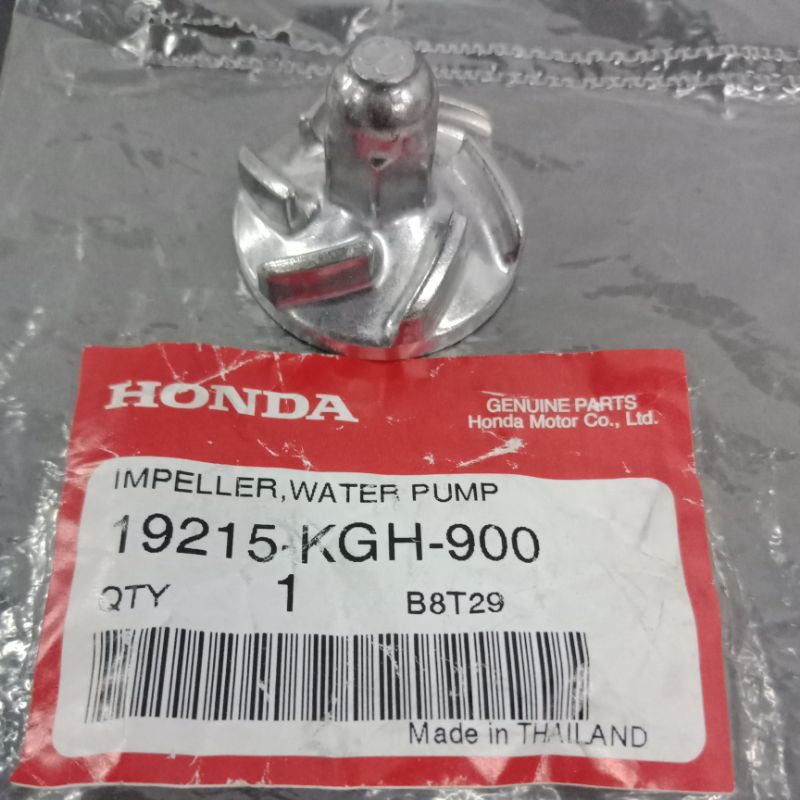 HONDA
GENUINE PARTS
Honda Motor Co., Ltd.
IMPELLER,WATER PUMP
19215-KGH-900
QTY 1 B8T29
Made in THAILAND